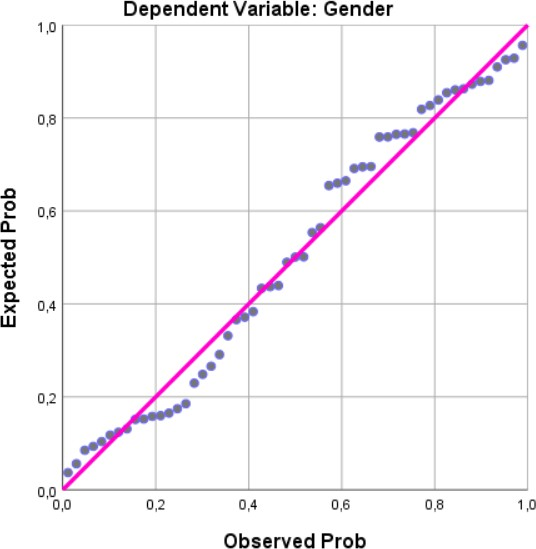 Dependent Variable: Gender
1,0
0,8
0,6
0,4
0,2
0,0
Expected Prob
0,0 0,2 0,4 0,6 0,8 1,0
Observed Prob